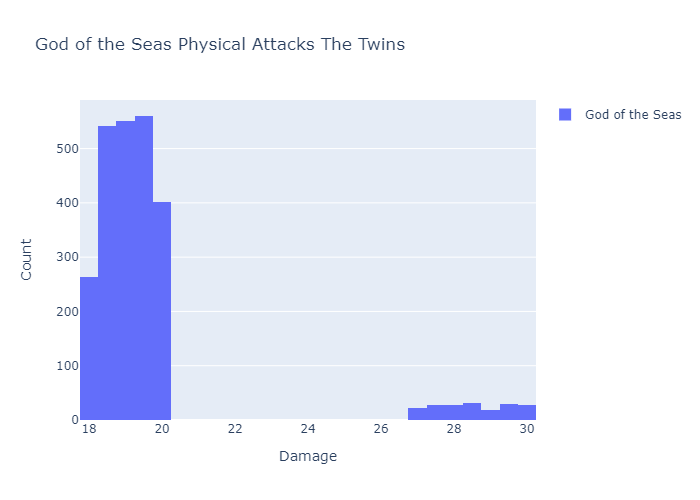 God of the Seas Physical Attacks The Twins
God of the Seas
500
400
300
200
100
0
18 20 22 24 26 28 30
Count
Damage